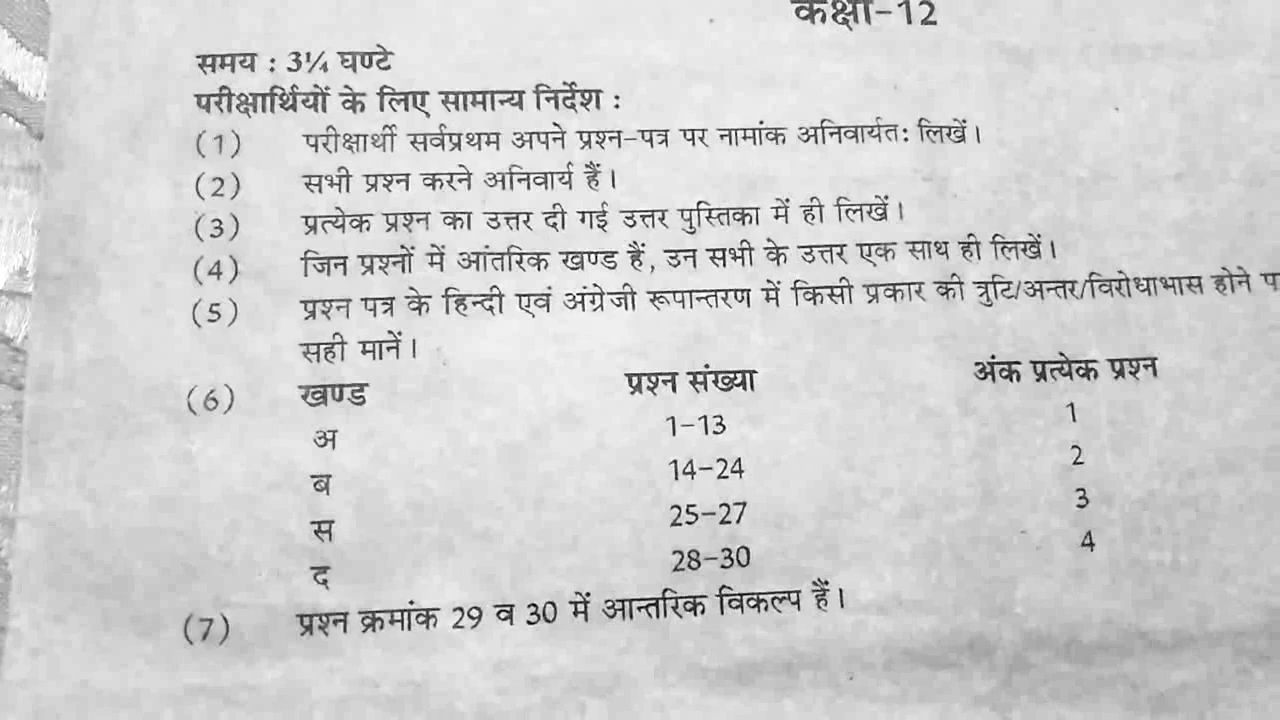 कक्षा-12
समय : 3¼ घण्टे
परीक्षार्थियों के लिए सामान्य निर्देश :
(1) परीक्षार्थी सर्वप्रथम अपने प्रश्न-पत्र पर नामांक अनिवार्यतः लिखें।
(2) सभी प्रश्न करने अनिवार्य हैं।
(3) प्रत्येक प्रश्न का उत्तर दी गई उत्तर पुस्तिका में ही लिखें।
(4) जिन प्रश्नों में आंतरिक खण्ड हैं, उन सभी के उत्तर एक साथ ही लिखें।
(5) प्रश्न पत्र के हिन्दी एवं अंग्रेजी रूपान्तरण में किसी प्रकार की त्रुटि/अन्तर/विरोधाभास होने
सही मानें।
(6) खण्ड प्रश्न संख्या अंक प्रत्येक प्रश्न
अ 1-13 1
ब 14-24 2
स 25-27 3
द 28-30 4
(7) प्रश्न क्रमांक 29 व 30 में आन्तरिक विकल्प हैं।